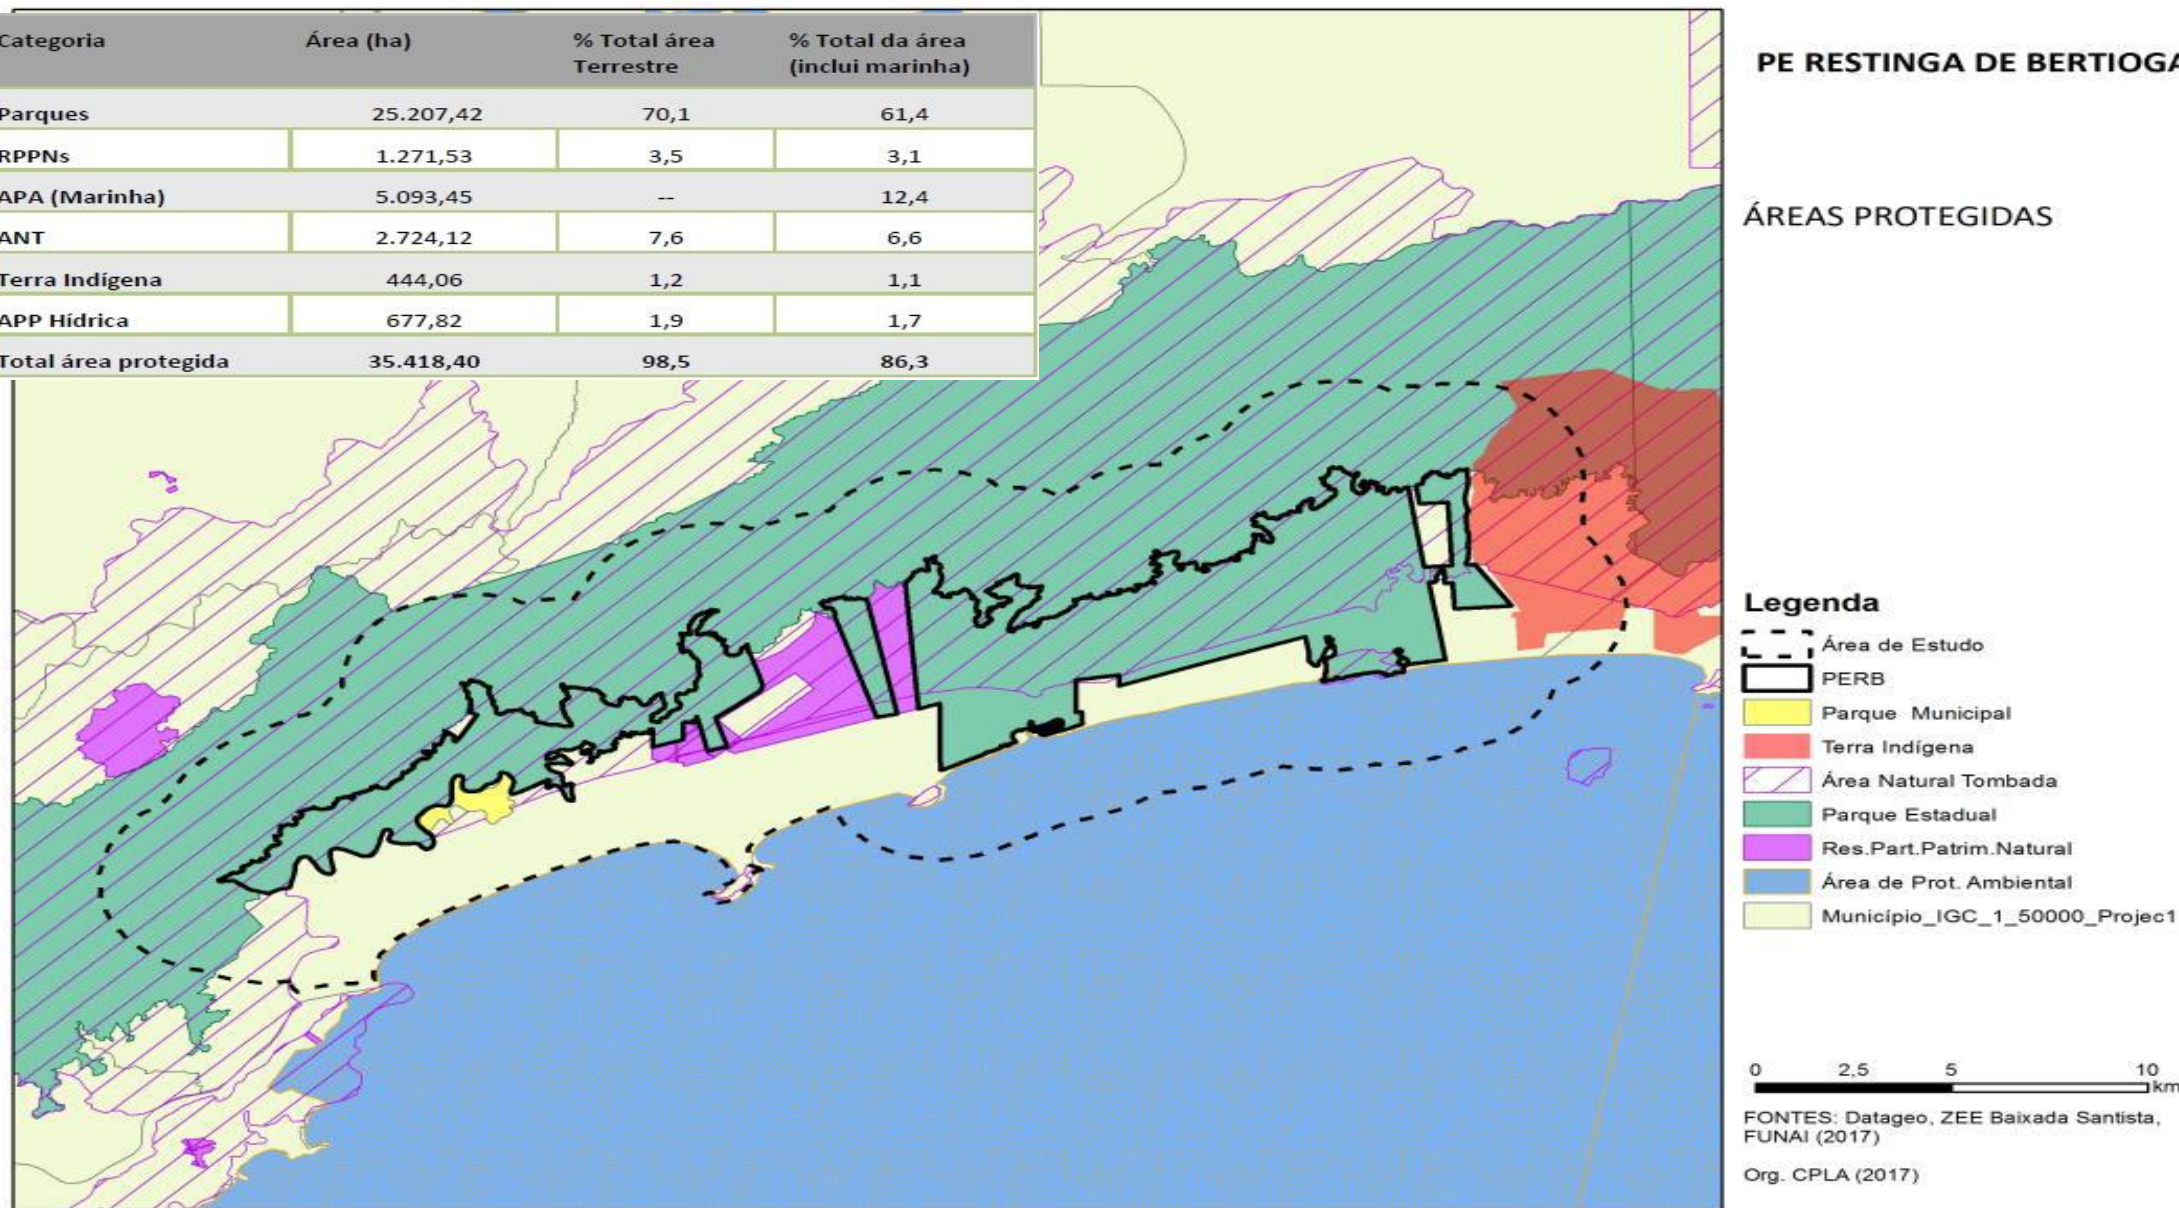 Categoria Área (ha) % Total área Terrestre % Total da área (inclui marinha)
Parques 25.207,42 70,1 61,4
RPPNs 1.271,53 3,5 3,1
APA (Marinha) 5.093,45 -- 12,4
ANT 2.724,12 7,6 6,6
Terra Indígena 444,06 1,2 1,1
APP Hídrica 677,82 1,9 1,7
Total área protegida 35.418,40 98,5 86,3
PE RESTINGA DE BERTIOGA
ÁREAS PROTEGIDAS
Legenda
Área de Estudo
PERB
Parque Municipal
Terra Indígena
Área Natural Tombada
Parque Estadual
Res.Part.Patrim.Natural
Área de Prot. Ambiental
Município_IGC_1_50000_Projec1
0 2,5 5 10
km
FONTES: Datageo, ZEE Baixada Santista,
FUNAI (2017)
Org. CPLA (2017)